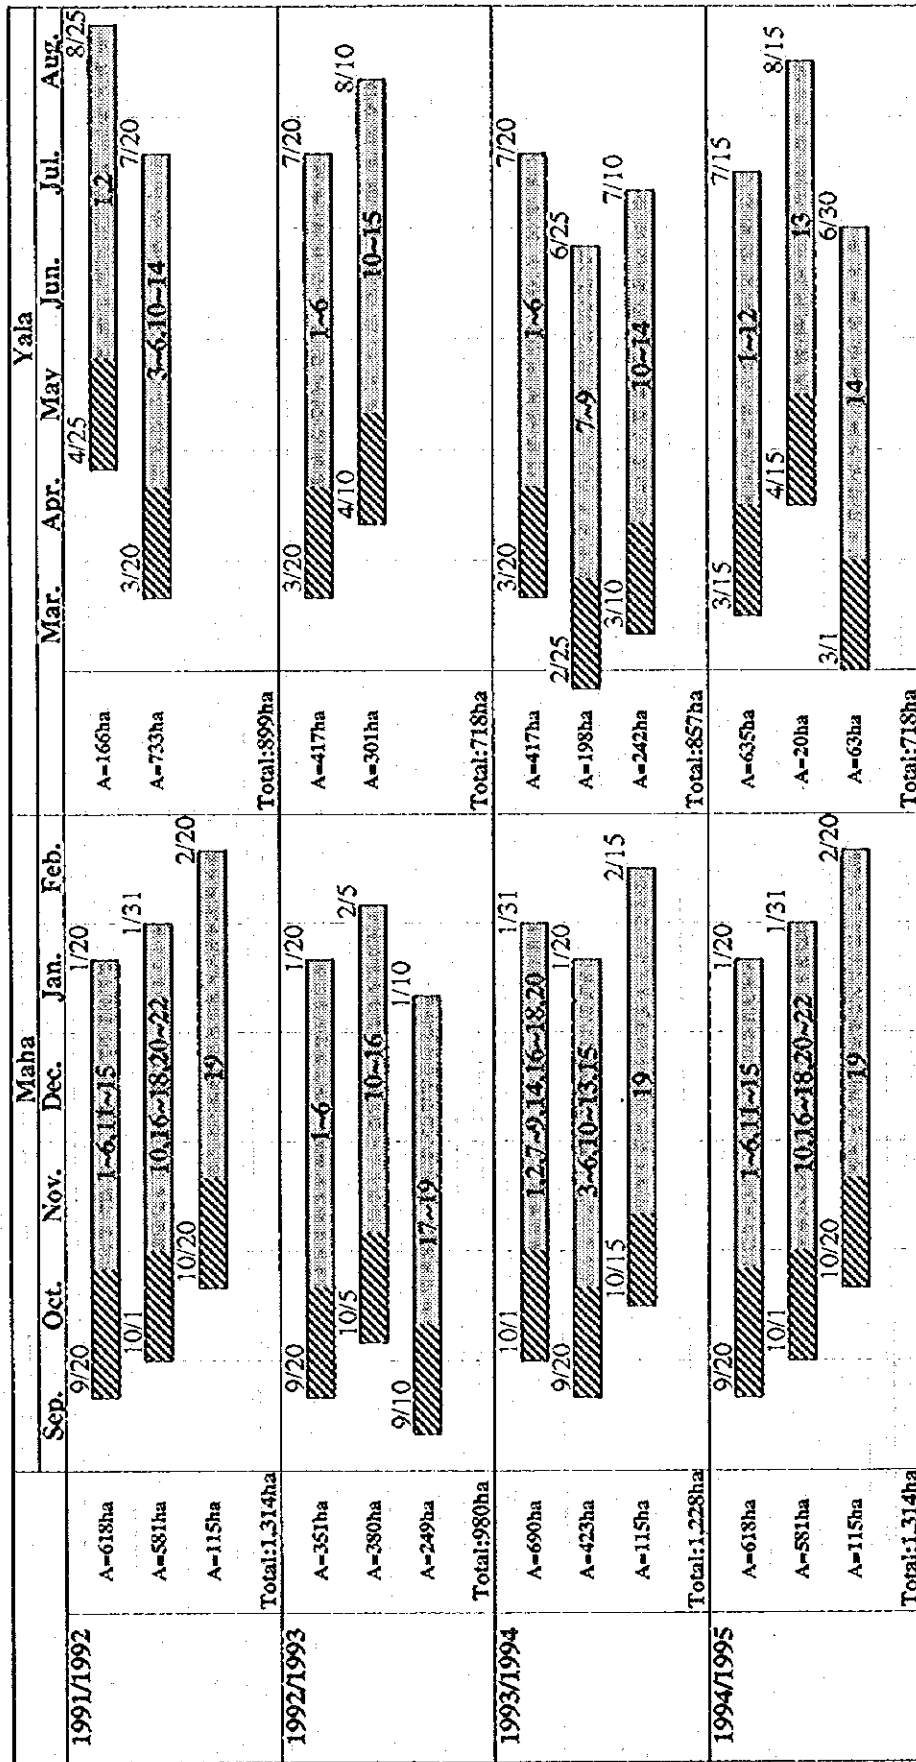 Maha Yala
Sep. Oct. Nov. Dec. Jan. Feb. Mar. Apr. May Jun. Jul. Aug.
1991/1992
A=618ha 9/20 1~6,11~15 1/20
A=581ha 10/1 10,16~18,20~22 1/31
A=115ha 10/20 19 2/20
Total:1,314ha
A=166ha 4/25 1,2 8/25
A=733ha 3/20 3~6,10~14 7/20
Total:899ha
1992/1993
A=351ha 9/20 1~6 1/20
A=380ha 10/5 10~16 2/5
A=249ha 9/10 17~19 1/10
Total:980ha
A=417ha 3/20 1~6 7/20
A=301ha 4/10 10~15 8/10
Total:718ha
1993/1994
A=690ha 10/1 1,2,7~9,14,16~18,20 1/31
A=423ha 9/20 3~6,10~13,15 1/20
A=115ha 10/15 19 2/15
Total:1,228ha
A=417ha 3/20 1~6 7/20
A=198ha 2/25 7~9 6/25
A=242ha 3/10 10~14 7/10
Total:857ha
1994/1995
A=618ha 9/20 1~6,11~15 1/20
A=581ha 10/1 10,16~18,20~22 1/31
A=115ha 10/20 19 2/20
Total:1,314ha
A=635ha 3/15 1~12 7/15
A=20ha 4/15 13 8/15
A=63ha 3/1 14 6/30
Total:718ha